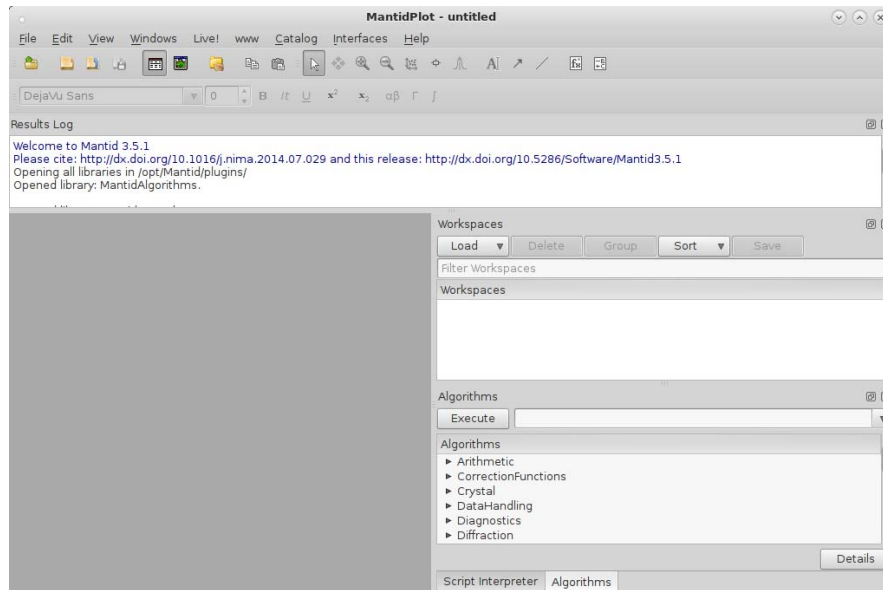 MantidPlot - untitled
File Edit View Windows Live! www Catalog Interfaces Help
DejaVu Sans 0 B It U x² x₂ αβ Γ ∫
Results Log
Welcome to Mantid 3.5.1
Please cite: http://dx.doi.org/10.1016/j.nima.2014.07.029 and this release: http://dx.doi.org/10.5286/Software/Mantid3.5.1
Opening all libraries in /opt/Mantid/plugins/
Opened library: MantidAlgorithms.
Workspaces
Load Delete Group Sort Save
Filter Workspaces
Workspaces
Algorithms
Execute
Algorithms
Arithmetic
CorrectionFunctions
Crystal
DataHandling
Diagnostics
Diffraction
Details
Script Interpreter Algorithms